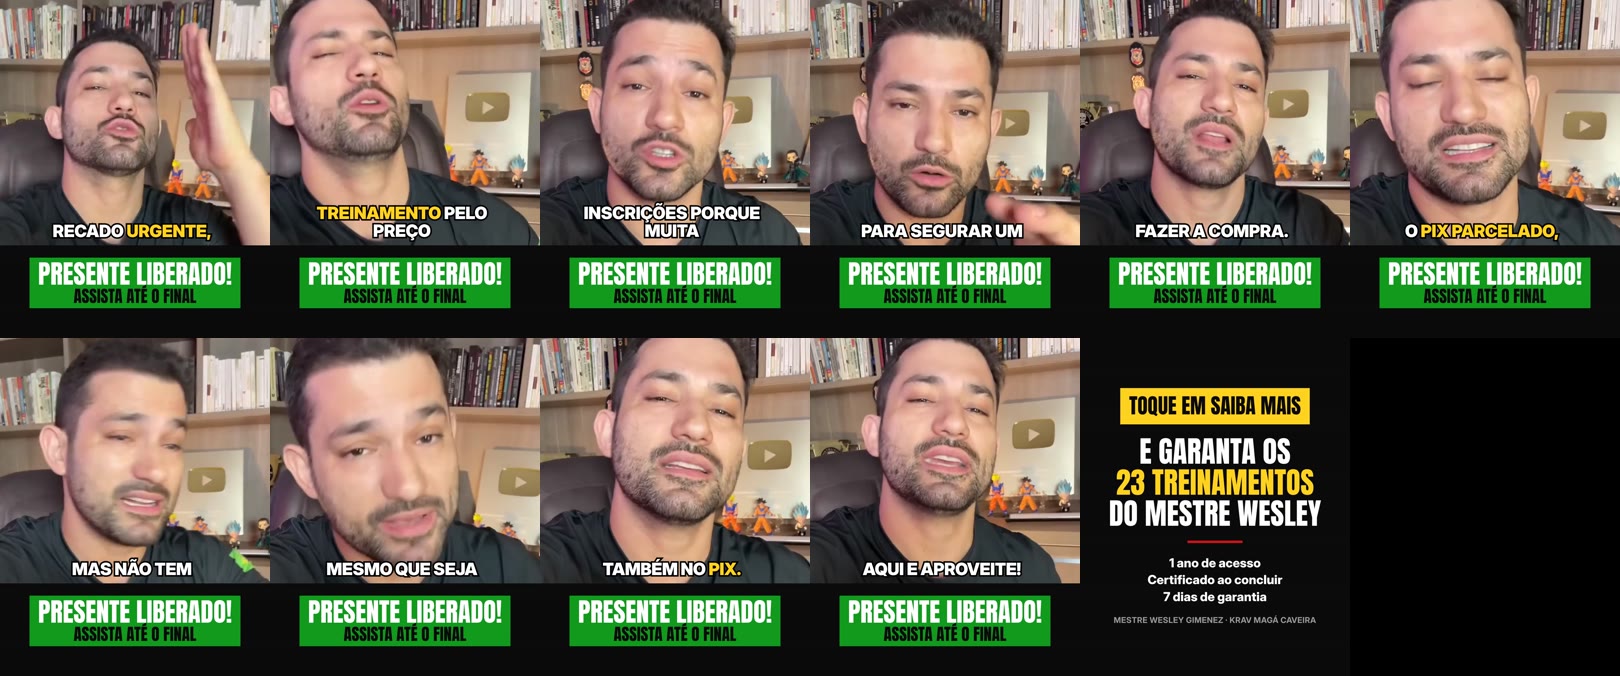 RECADO URGENTE,
PRESENTE LIBERADO!
ASSISTA ATÉ O FINAL
TREINAMENTO PELO
PREÇO
PRESENTE LIBERADO!
ASSISTA ATÉ O FINAL
INSCRIÇÕES PORQUE
MUITA
PRESENTE LIBERADO!
ASSISTA ATÉ O FINAL
PARA SEGURAR UM
PRESENTE LIBERADO!
ASSISTA ATÉ O FINAL
FAZER A COMPRA.
PRESENTE LIBERADO!
ASSISTA ATÉ O FINAL
O PIX PARCELADO,
PRESENTE LIBERADO!
ASSISTA ATÉ O FINAL
MAS NÃO TEM
PRESENTE LIBERADO!
ASSISTA ATÉ O FINAL
MESMO QUE SEJA
PRESENTE LIBERADO!
ASSISTA ATÉ O FINAL
TAMBÉM NO PIX.
PRESENTE LIBERADO!
ASSISTA ATÉ O FINAL
AQUI E APROVEITE!
PRESENTE LIBERADO!
ASSISTA ATÉ O FINAL
TOQUE EM SAIBA MAIS
E GARANTA OS
23 TREINAMENTOS
DO MESTRE WESLEY
1 ano de acesso
Certificado ao concluir
7 dias de garantia
MESTRE WESLEY GIMENEZ · KRAV MAGÁ CAVEIRA